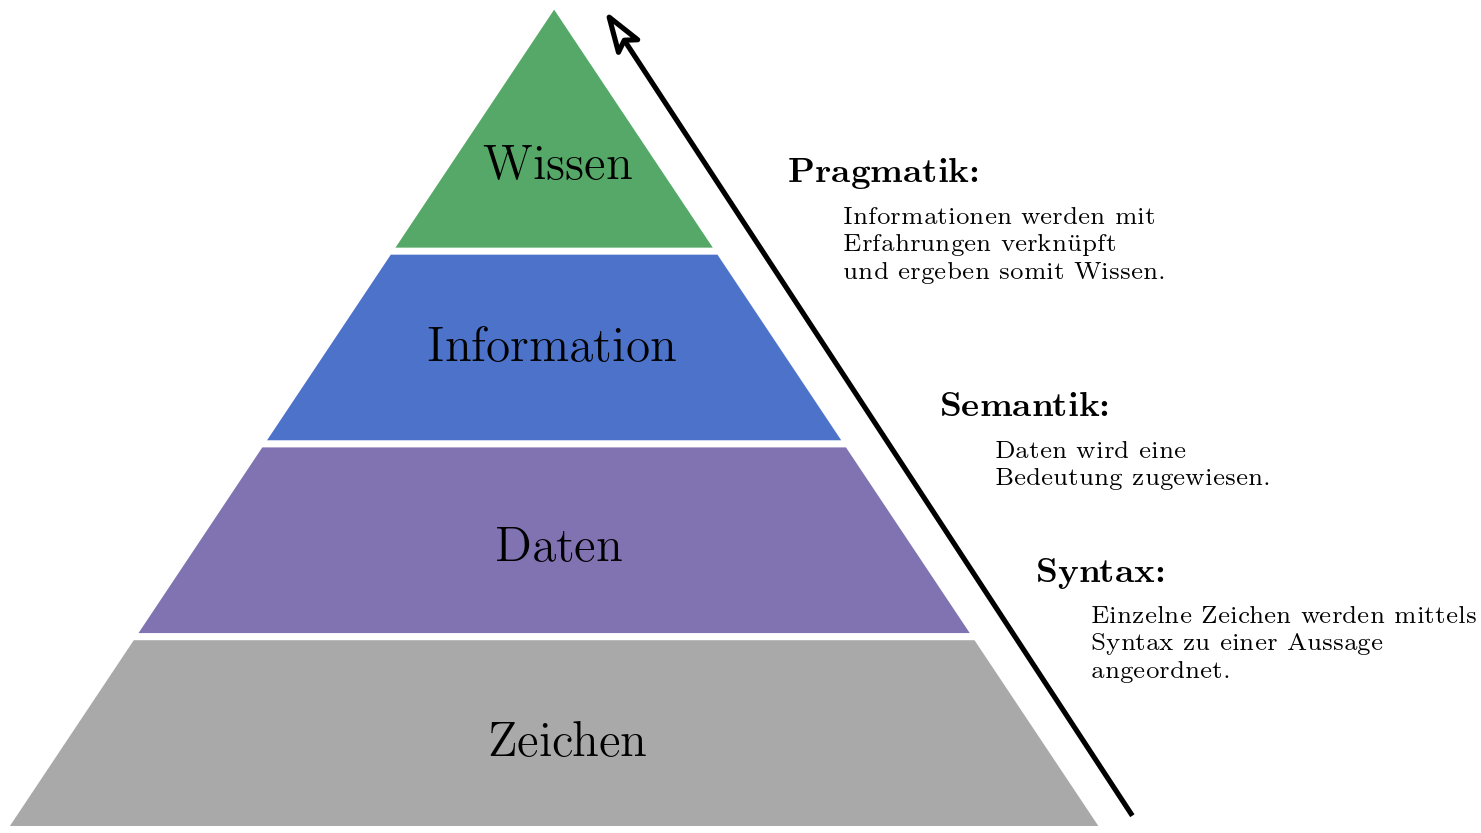 Wissen
Pragmatik:
Informationen werden mit
Erfahrungen verknüpft
und ergeben somit Wissen.
Information
Semantik:
Daten wird eine
Bedeutung zugewiesen.
Daten
Syntax:
Einzelne Zeichen werden mittels
Syntax zu einer Aussage
angeordnet.
Zeichen